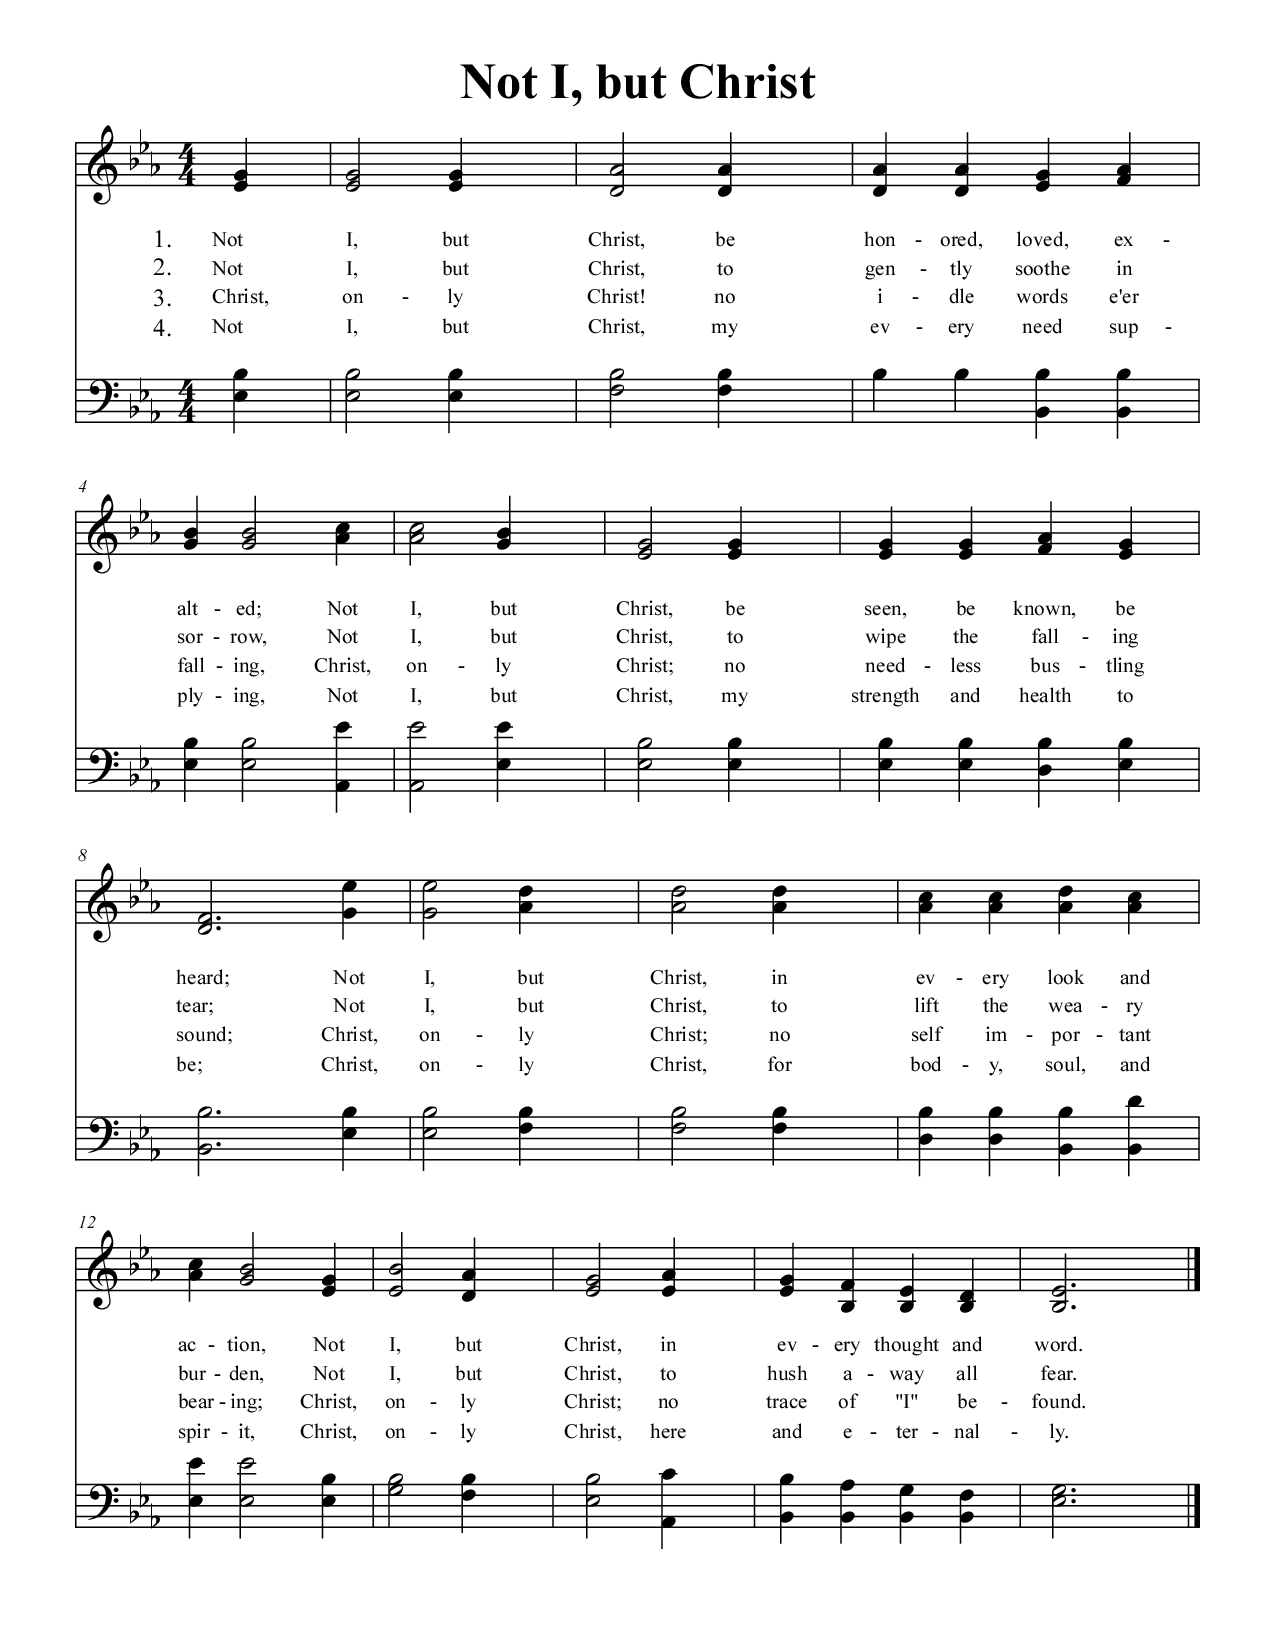 Not I, but Christ
1. Not I, but Christ, be hon - ored, loved, ex -
2. Not I, but Christ, to gen - tly soothe in
3. Christ, on - ly Christ! no i - dle words e'er
4. Not I, but Christ, my ev - ery need sup -
4
alt - ed; Not I, but Christ, be seen, be known, be
sor - row, Not I, but Christ, to wipe the fall - ing
fall - ing, Christ, on - ly Christ; no need - less bus - tling
ply - ing, Not I, but Christ, my strength and health to
8
heard; Not I, but Christ, in ev - ery look and
tear; Not I, but Christ, to lift the wea - ry
sound; Christ, on - ly Christ; no self im - por - tant
be; Christ, on - ly Christ, for bod - y, soul, and
12
ac - tion, Not I, but Christ, in ev - ery thought and word.
bur - den, Not I, but Christ, to hush a - way all fear.
bear - ing; Christ, on - ly Christ; no trace of "I" be - found.
spir - it, Christ, on - ly Christ, here and e - ter - nal - ly.